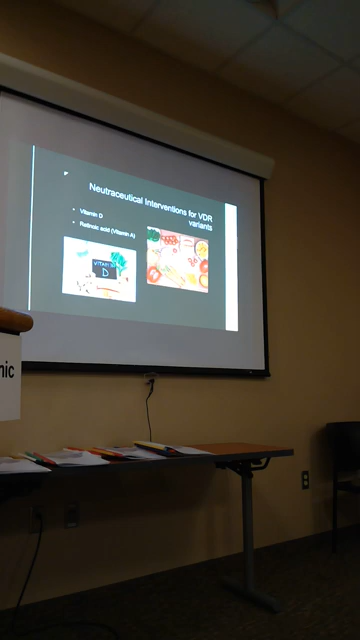 Neutraceutical Interventions for VDR
variants
• Vitamin D
• Retinoic acid (Vitamin A)
VITAMIN
D
nic